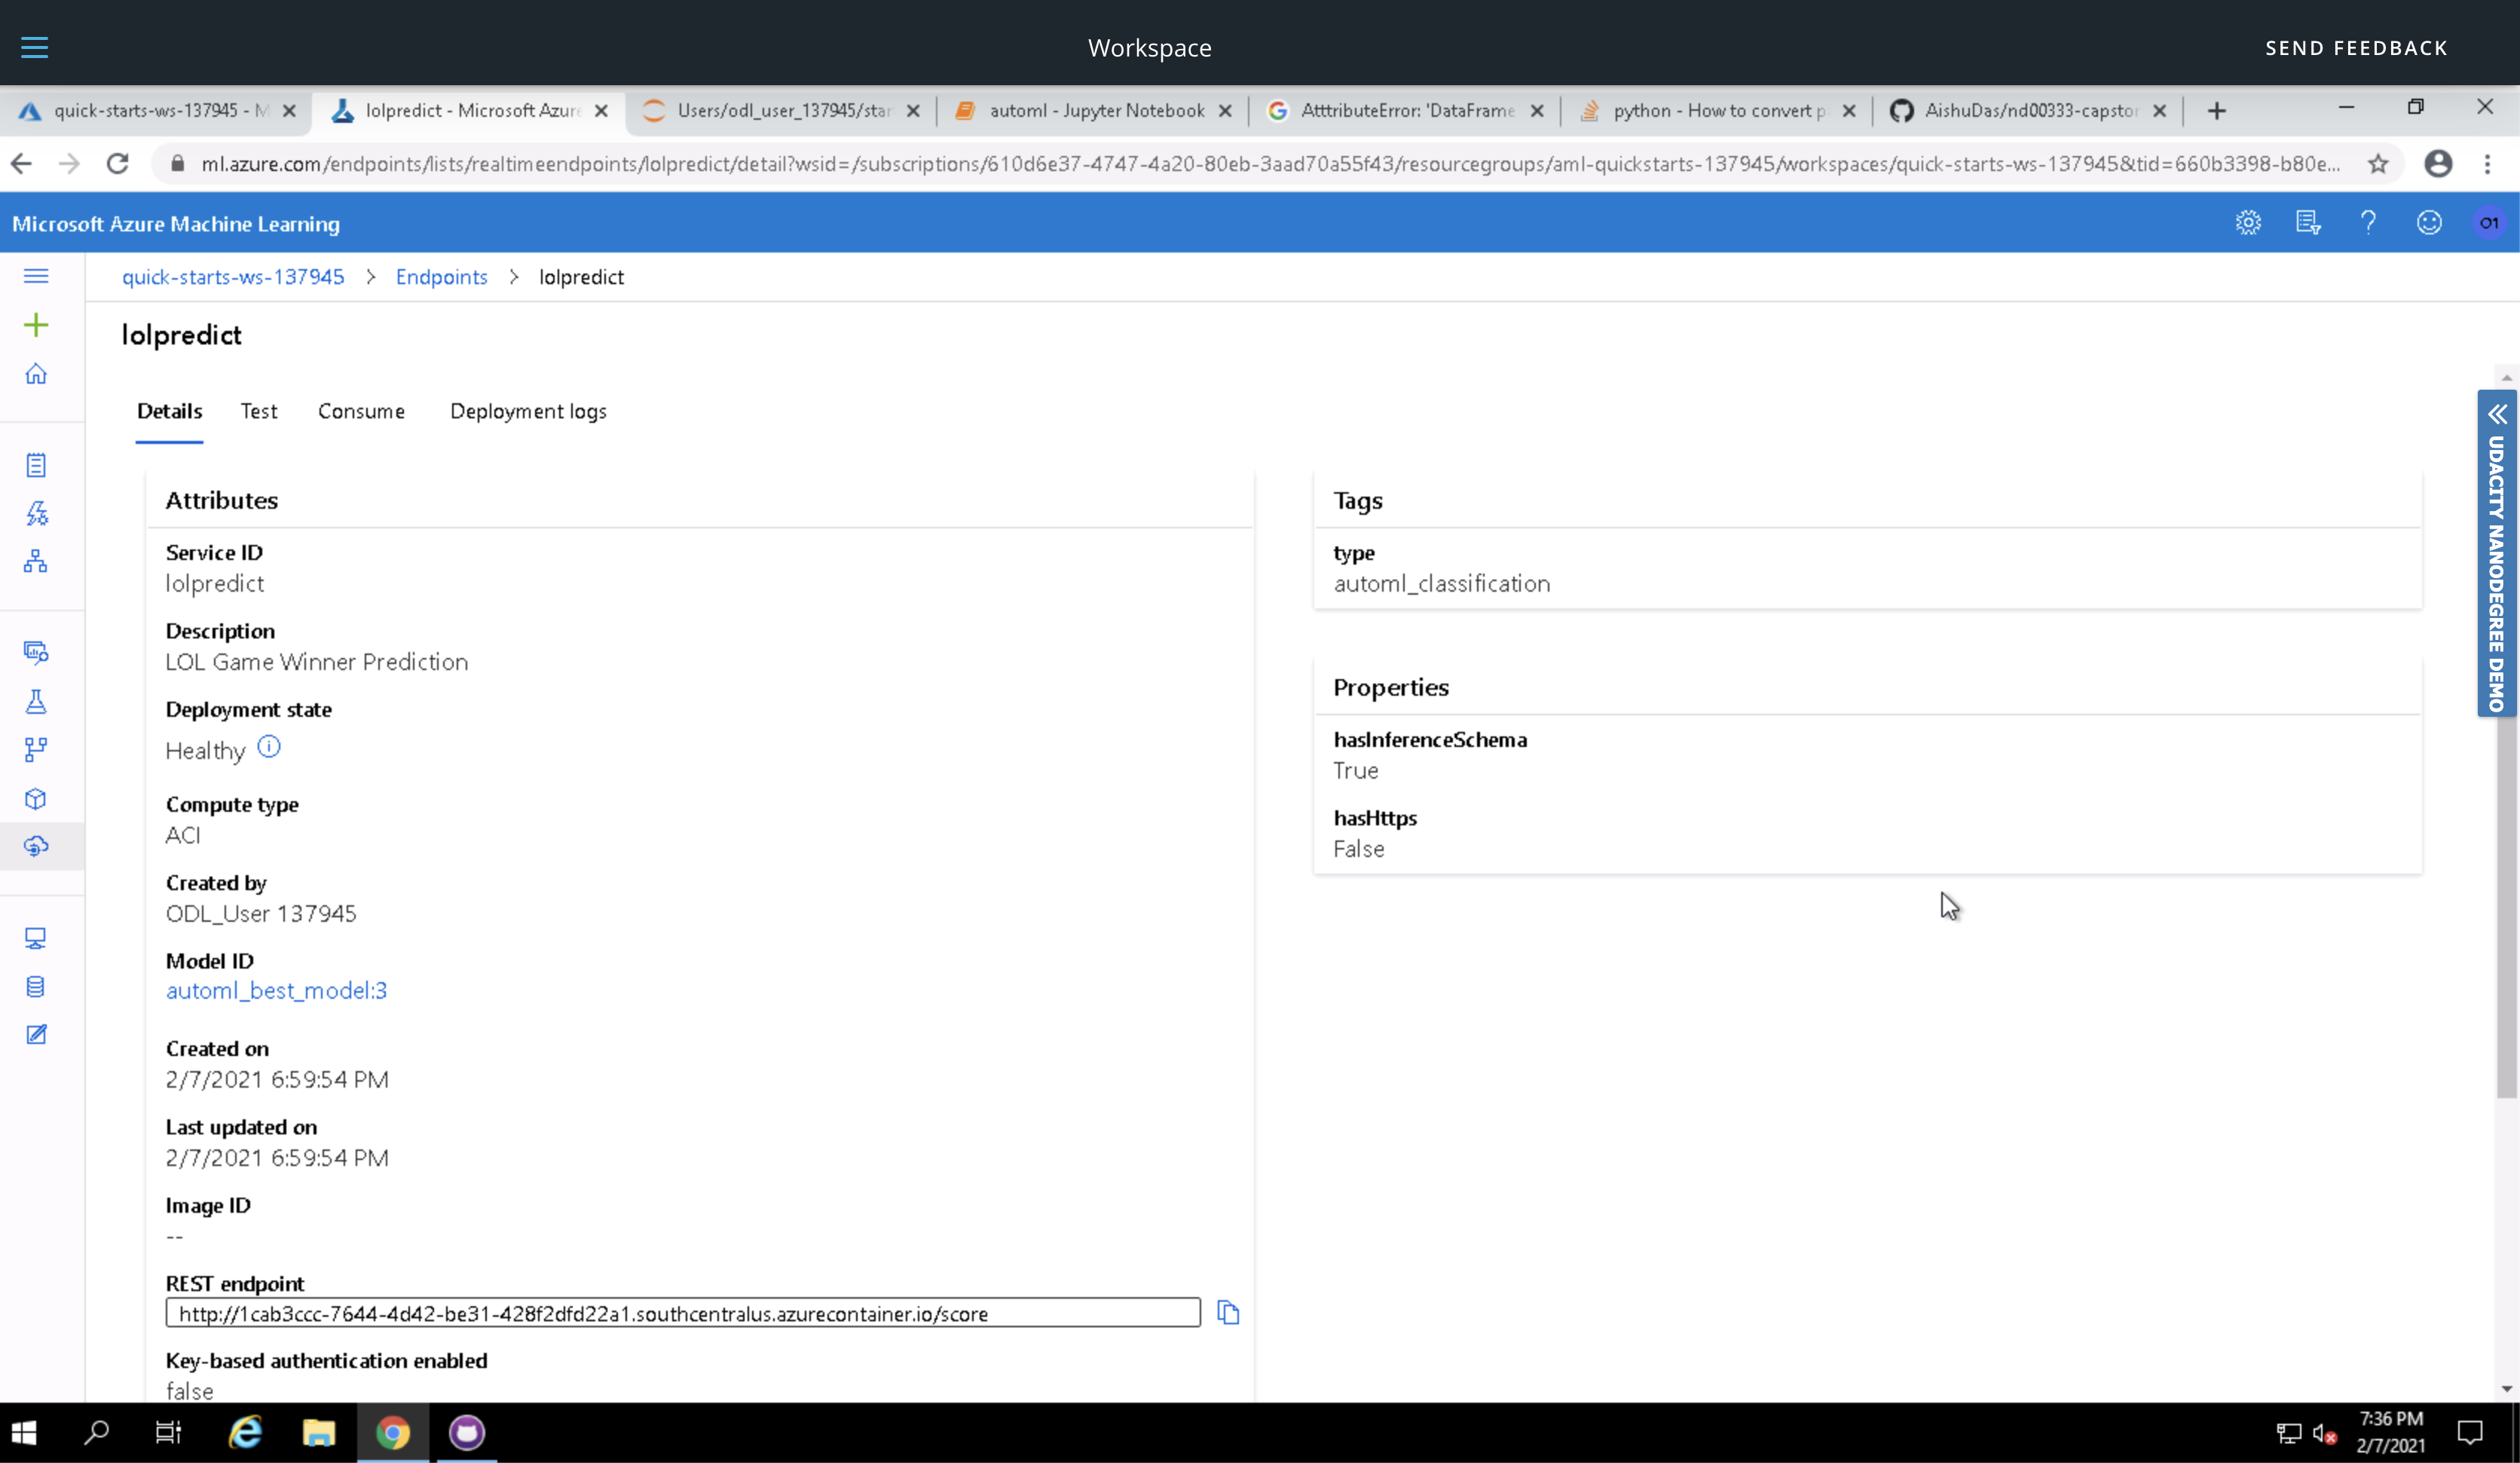 Workspace
SEND FEEDBACK
quick-starts-ws-137945 - M
lolpredict - Microsoft Azure
Users/odl_user_137945/star
automl - Jupyter Notebook
AtttributeError: 'DataFrame
python - How to convert p
AishuDas/nd00333-capstor
ml.azure.com/endpoints/lists/realtimeendpoints/lolpredict/detail?wsid=/subscriptions/610d6e37-4747-4a20-80eb-3aad70a55f43/resourcegroups/aml-quickstarts-137945/workspaces/quick-starts-ws-137945&tid=660b3398-b80e...
Microsoft Azure Machine Learning
01
quick-starts-ws-137945 > Endpoints > lolpredict
lolpredict
Details Test Consume Deployment logs
Attributes
Service ID
lolpredict
Description
LOL Game Winner Prediction
Deployment state
Healthy
Compute type
ACI
Created by
ODL_User 137945
Model ID
automl_best_model:3
Created on
2/7/2021 6:59:54 PM
Last updated on
2/7/2021 6:59:54 PM
Image ID
--
REST endpoint
http://1cab3ccc-7644-4d42-be31-428f2dfd22a1.southcentralus.azurecontainer.io/score
Key-based authentication enabled
false
Tags
type
automl_classification
Properties
hasInferenceSchema
True
hasHttps
False
UDACITY NANODEGREE DEMO
7:36 PM
2/7/2021